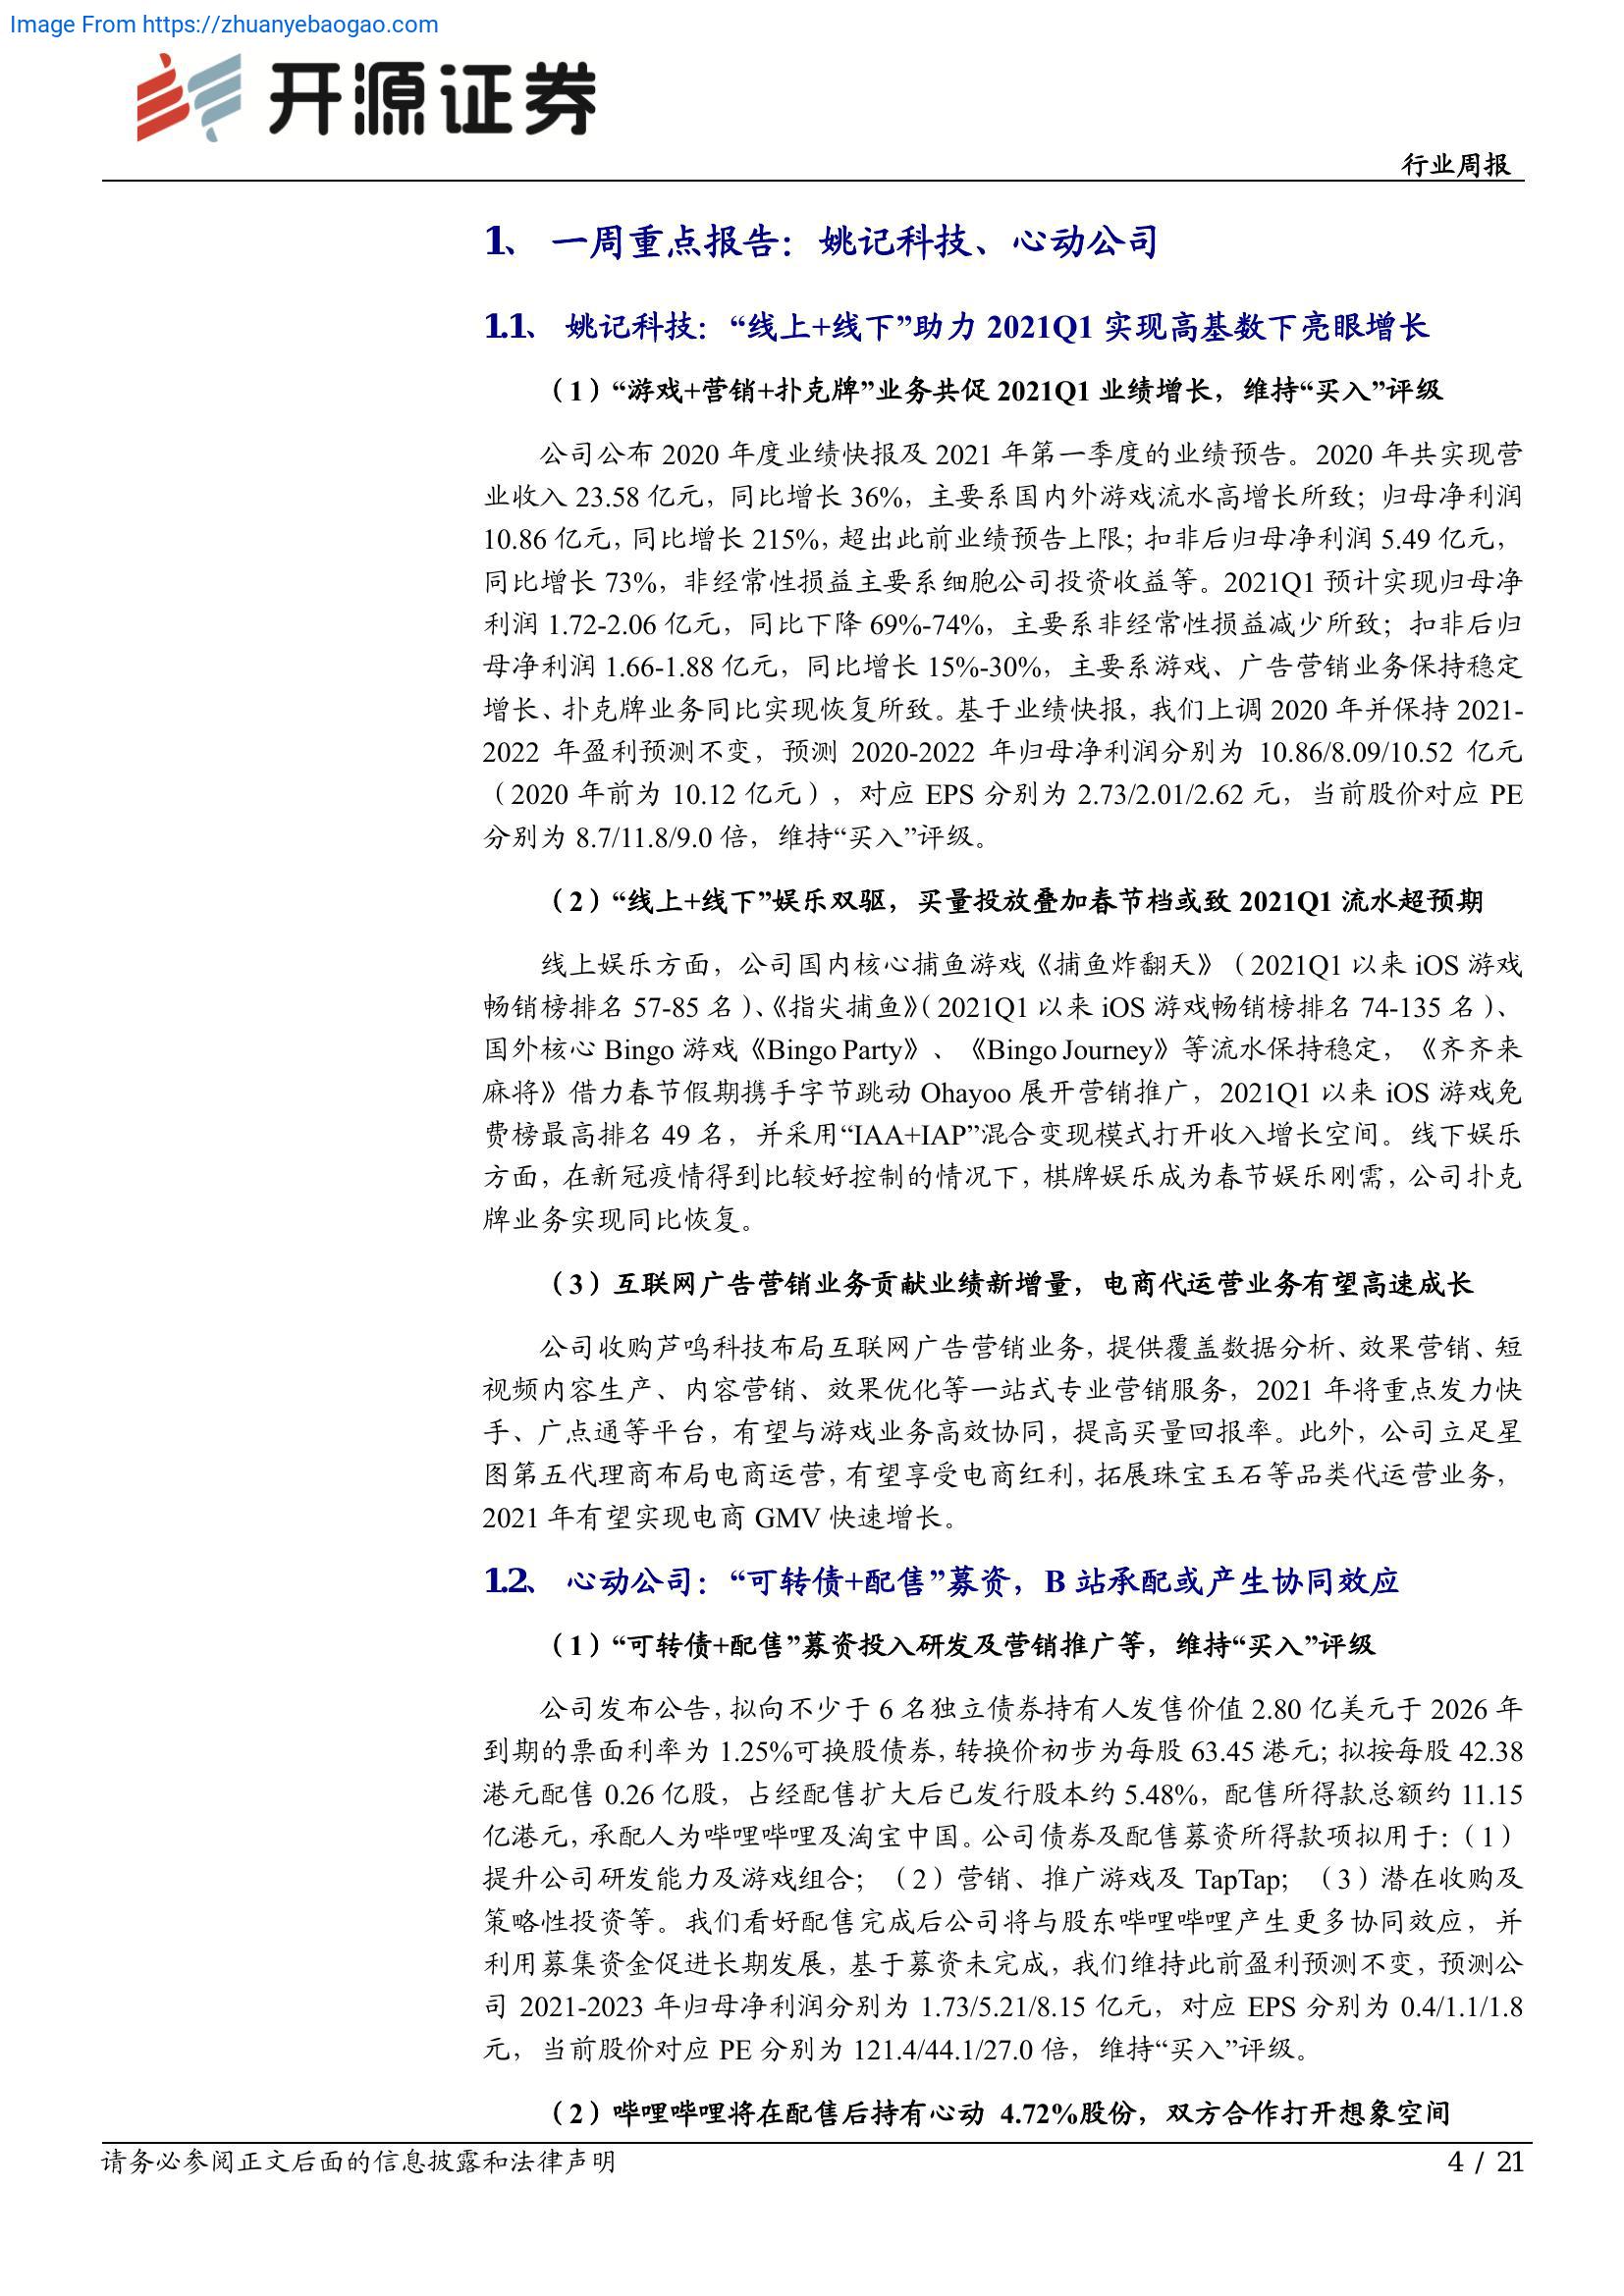 Image From https://zhuanyebaogao.com
开源证券
行业周报
1、 一周重点报告：姚记科技、心动公司
1.1、 姚记科技：“线上+线下”助力 2021Q1 实现高基数下亮眼增长
（1）“游戏+营销+扑克牌”业务共促 2021Q1 业绩增长，维持“买入”评级
公司公布 2020 年度业绩快报及 2021 年第一季度的业绩预告。2020 年共实现营
业收入 23.58 亿元，同比增长 36%，主要系国内外游戏流水高增长所致；归母净利润
10.86 亿元，同比增长 215%，超出此前业绩预告上限；扣非后归母净利润 5.49 亿元，
同比增长 73%，非经常性损益主要系细胞公司投资收益等。2021Q1 预计实现归母净
利润 1.72-2.06 亿元，同比下降 69%-74%，主要系非经常性损益减少所致；扣非后归
母净利润 1.66-1.88 亿元，同比增长 15%-30%，主要系游戏、广告营销业务保持稳定
增长、扑克牌业务同比实现恢复所致。基于业绩快报，我们上调 2020 年并保持 2021-
2022 年盈利预测不变，预测 2020-2022 年归母净利润分别为 10.86/8.09/10.52 亿元
（2020 年前为 10.12 亿元），对应 EPS 分别为 2.73/2.01/2.62 元，当前股价对应 PE
分别为 8.7/11.8/9.0 倍，维持“买入”评级。
（2）“线上+线下”娱乐双驱，买量投放叠加春节档或致 2021Q1 流水超预期
线上娱乐方面，公司国内核心捕鱼游戏《捕鱼炸翻天》（2021Q1 以来 iOS 游戏
畅销榜排名 57-85 名）、《指尖捕鱼》（2021Q1 以来 iOS 游戏畅销榜排名 74-135 名）、
国外核心 Bingo 游戏《Bingo Party》、《Bingo Journey》等流水保持稳定，《齐齐来
麻将》借力春节假期携手字节跳动 Ohayoo 展开营销推广，2021Q1 以来 iOS 游戏免
费榜最高排名 49 名，并采用“IAA+IAP”混合变现模式打开收入增长空间。线下娱乐
方面，在新冠疫情得到比较好控制的情况下，棋牌娱乐成为春节娱乐刚需，公司扑克
牌业务实现同比恢复。
（3）互联网广告营销业务贡献业绩新增量，电商代运营业务有望高速成长
公司收购芦鸣科技布局互联网广告营销业务，提供覆盖数据分析、效果营销、短
视频内容生产、内容营销、效果优化等一站式专业营销服务，2021 年将重点发力快
手、广点通等平台，有望与游戏业务高效协同，提高买量回报率。此外，公司立足星
图第五代理商布局电商运营，有望享受电商红利，拓展珠宝玉石等品类代运营业务，
2021 年有望实现电商 GMV 快速增长。
1.2、 心动公司：“可转债+配售”募资，B 站承配或产生协同效应
（1）“可转债+配售”募资投入研发及营销推广等，维持“买入”评级
公司发布公告，拟向不少于 6 名独立债券持有人发售价值 2.80 亿美元于 2026 年
到期的票面利率为 1.25%可换股债券，转换价初步为每股 63.45 港元；拟按每股 42.38
港元配售 0.26 亿股，占经配售扩大后已发行股本约 5.48%，配售所得款总额约 11.15
亿港元，承配人为哔哩哔哩及淘宝中国。公司债券及配售募资所得款项拟用于：（1）
提升公司研发能力及游戏组合；（2）营销、推广游戏及 TapTap；（3）潜在收购及
策略性投资等。我们看好配售完成后公司将与股东哔哩哔哩产生更多协同效应，并
利用募集资金促进长期发展，基于募资未完成，我们维持此前盈利预测不变，预测公
司 2021-2023 年归母净利润分别为 1.73/5.21/8.15 亿元，对应 EPS 分别为 0.4/1.1/1.8
元，当前股价对应 PE 分别为 121.4/44.1/27.0 倍，维持“买入”评级。
（2）哔哩哔哩将在配售后持有心动 4.72%股份，双方合作打开想象空间
请务必参阅正文后面的信息披露和法律声明
4 / 21